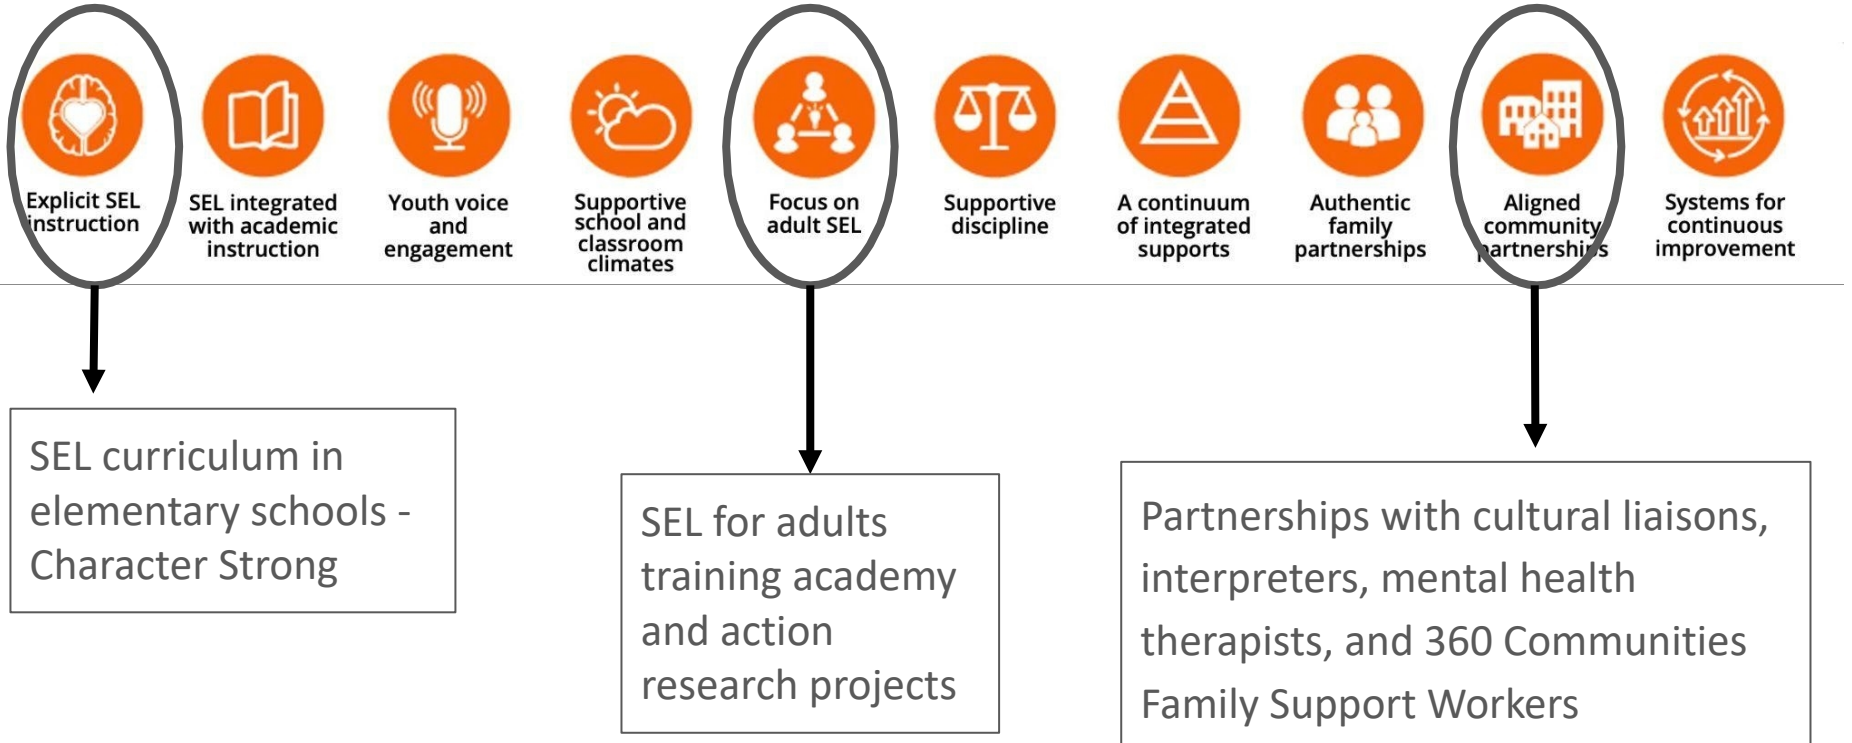 Explicit SEL
instruction
SEL integrated
with academic
instruction
Youth voice
and
engagement
Supportive
school and
classroom
climates
Focus on
adult SEL
Supportive
discipline
A continuum
of integrated
supports
Authentic
family
partnerships
Aligned
community
partnerships
Systems for
continuous
improvement
SEL curriculum in
elementary schools -
Character Strong
SEL for adults
training academy
and action
research projects
Partnerships with cultural liaisons,
interpreters, mental health
therapists, and 360 Communities
Family Support Workers